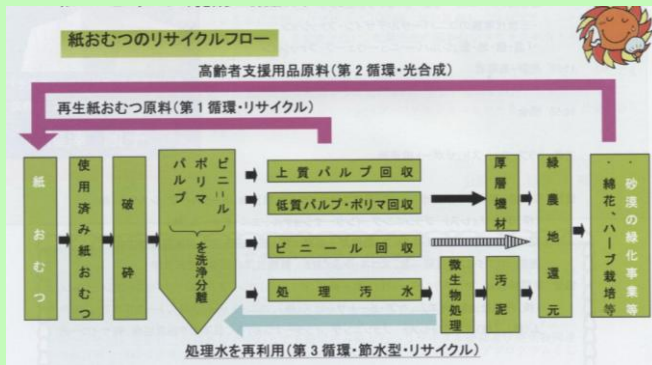 紙おむつのリサイクルフロー
高齢者支援用品原料(第2循環・光合成)
再生紙おむつ原料(第1循環・リサイクル)
紙おむつ
使用済み紙おむつ
破砕
ビニール
ポリマ
パルプ
を洗浄分離
上質パルプ回収
低質パルプ・ポリマ回収
ビニール回収
処理汚水
微生物処理
厚層機材
汚泥
緑農地還元
・砂漠の緑化事業等
・綿花、ハーブ栽培等
処理水を再利用(第3循環・節水型・リサイクル)